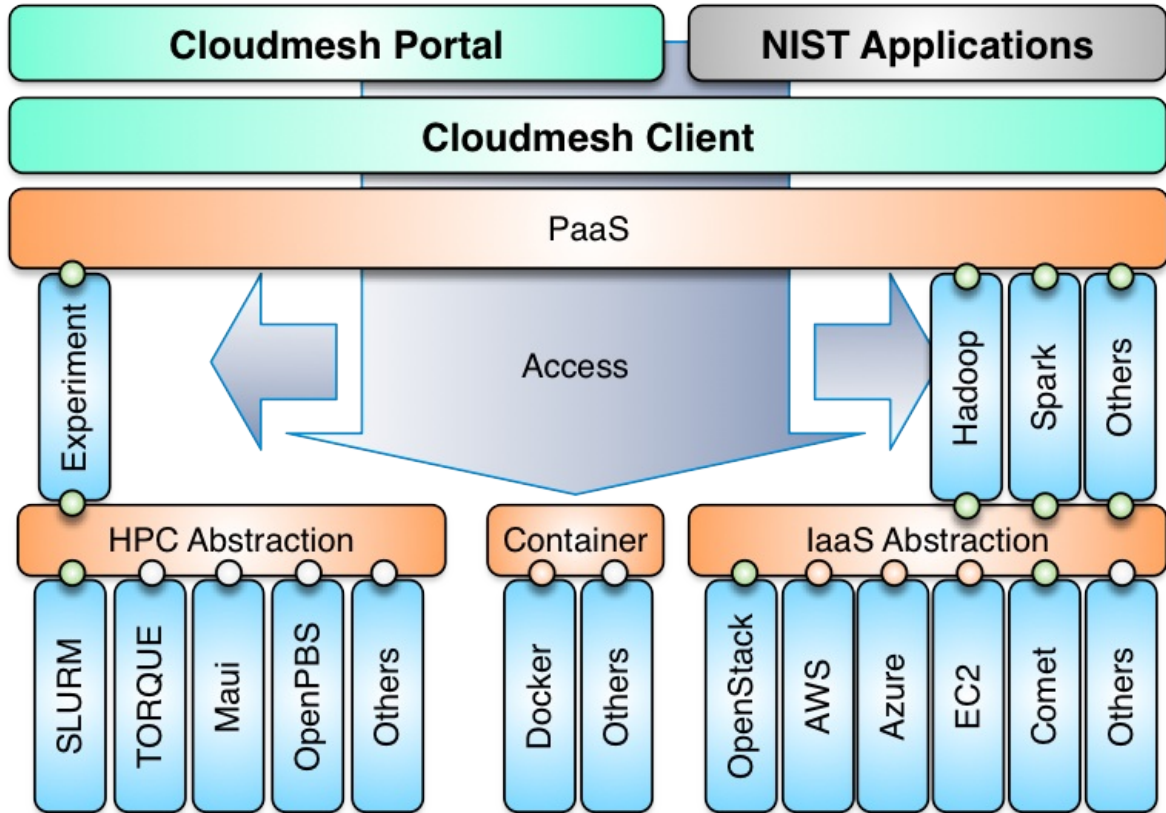 Cloudmesh Portal
NIST Applications
Cloudmesh Client
PaaS
Experiment
Access
Hadoop
Spark
Others
HPC Abstraction
Container
IaaS Abstraction
SLURM
TORQUE
Maui
OpenPBS
Others
Docker
Others
OpenStack
AWS
Azure
EC2
Comet
Others